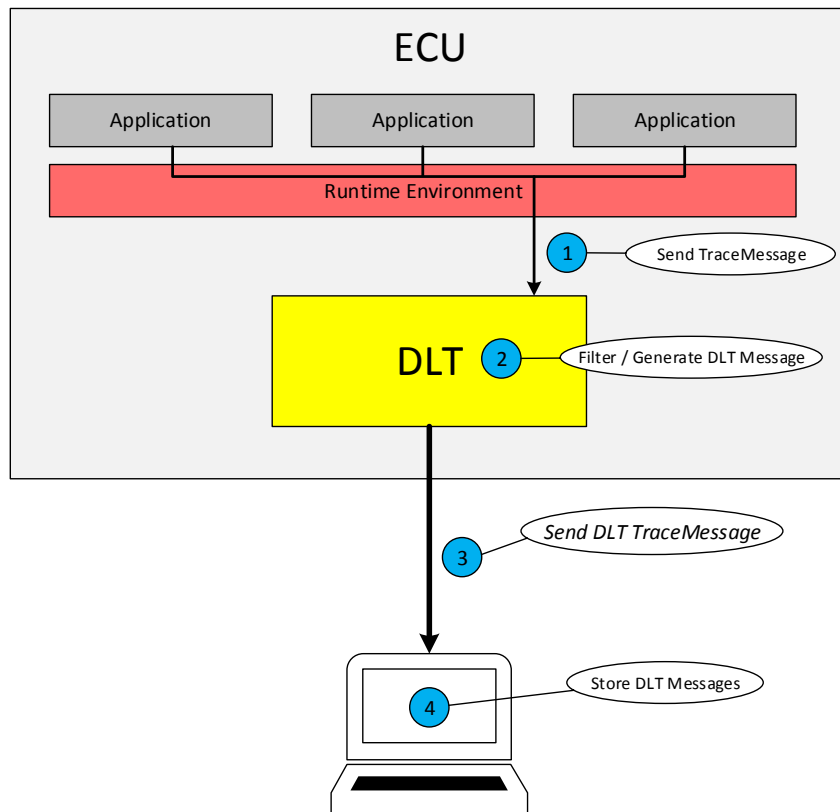 ECU
Application
Application
Application
Runtime Environment
1
Send TraceMessage
DLT
2
Filter / Generate DLT Message
3
Send DLT TraceMessage
4
Store DLT Messages